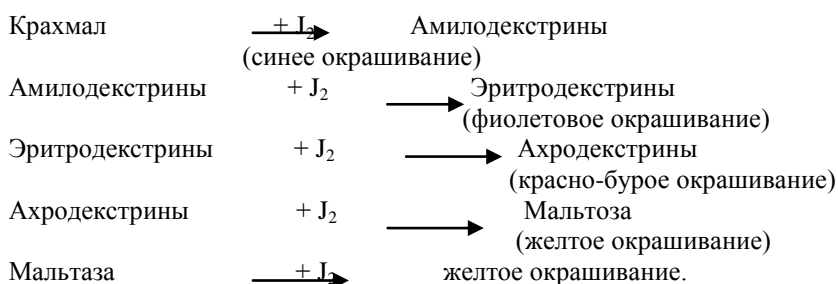 Крахмал + J₂ Амилодекстрины
(синее окрашивание)
Амилодекстрины + J₂ Эритродекстрины
(фиолетовое окрашивание)
Эритродекстрины + J₂ Ахродекстрины
(красно-бурое окрашивание)
Ахродекстрины + J₂ Мальтоза
(желтое окрашивание)
Мальтаза + J₂ желтое окрашивание.